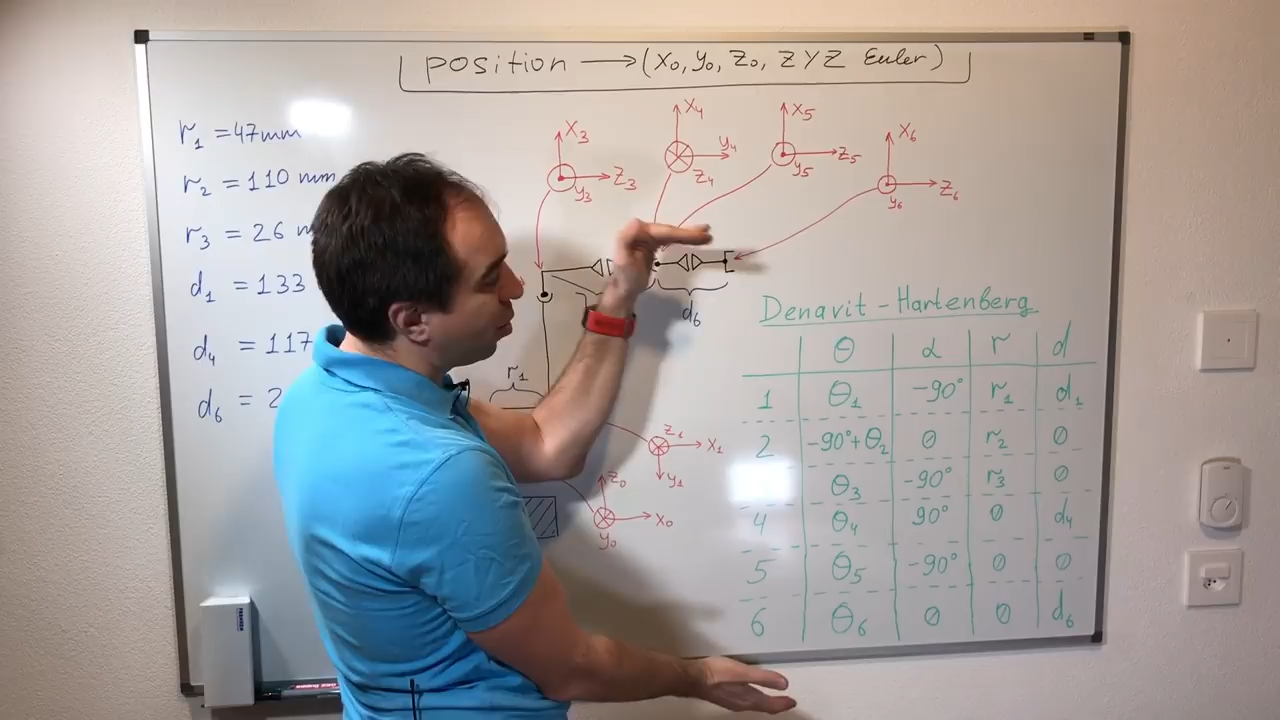 position → (x₀, y₀, z₀, ZYZ Euler)
r₁ = 47mm
r₂ = 110 mm
r₃ = 26
d₁ = 133
d₄ = 117
d₆ = 2
x₃
z₃
y₃
x₄
y₄
z₄
x₅
z₅
y₅
x₆
z₆
y₆
d₆
r₁
z₁
x₁
y₁
z₀
x₀
y₀
Denavit - Hartenberg
θ α r d
1 θ₁ -90° r₁ d₁
2 -90°+θ₂ 0 r₂ 0
θ₃ -90° r₃ 0
4 θ₄ 90° 0 d₄
5 θ₅ -90° 0 0
6 θ₆ 0 0 d₆